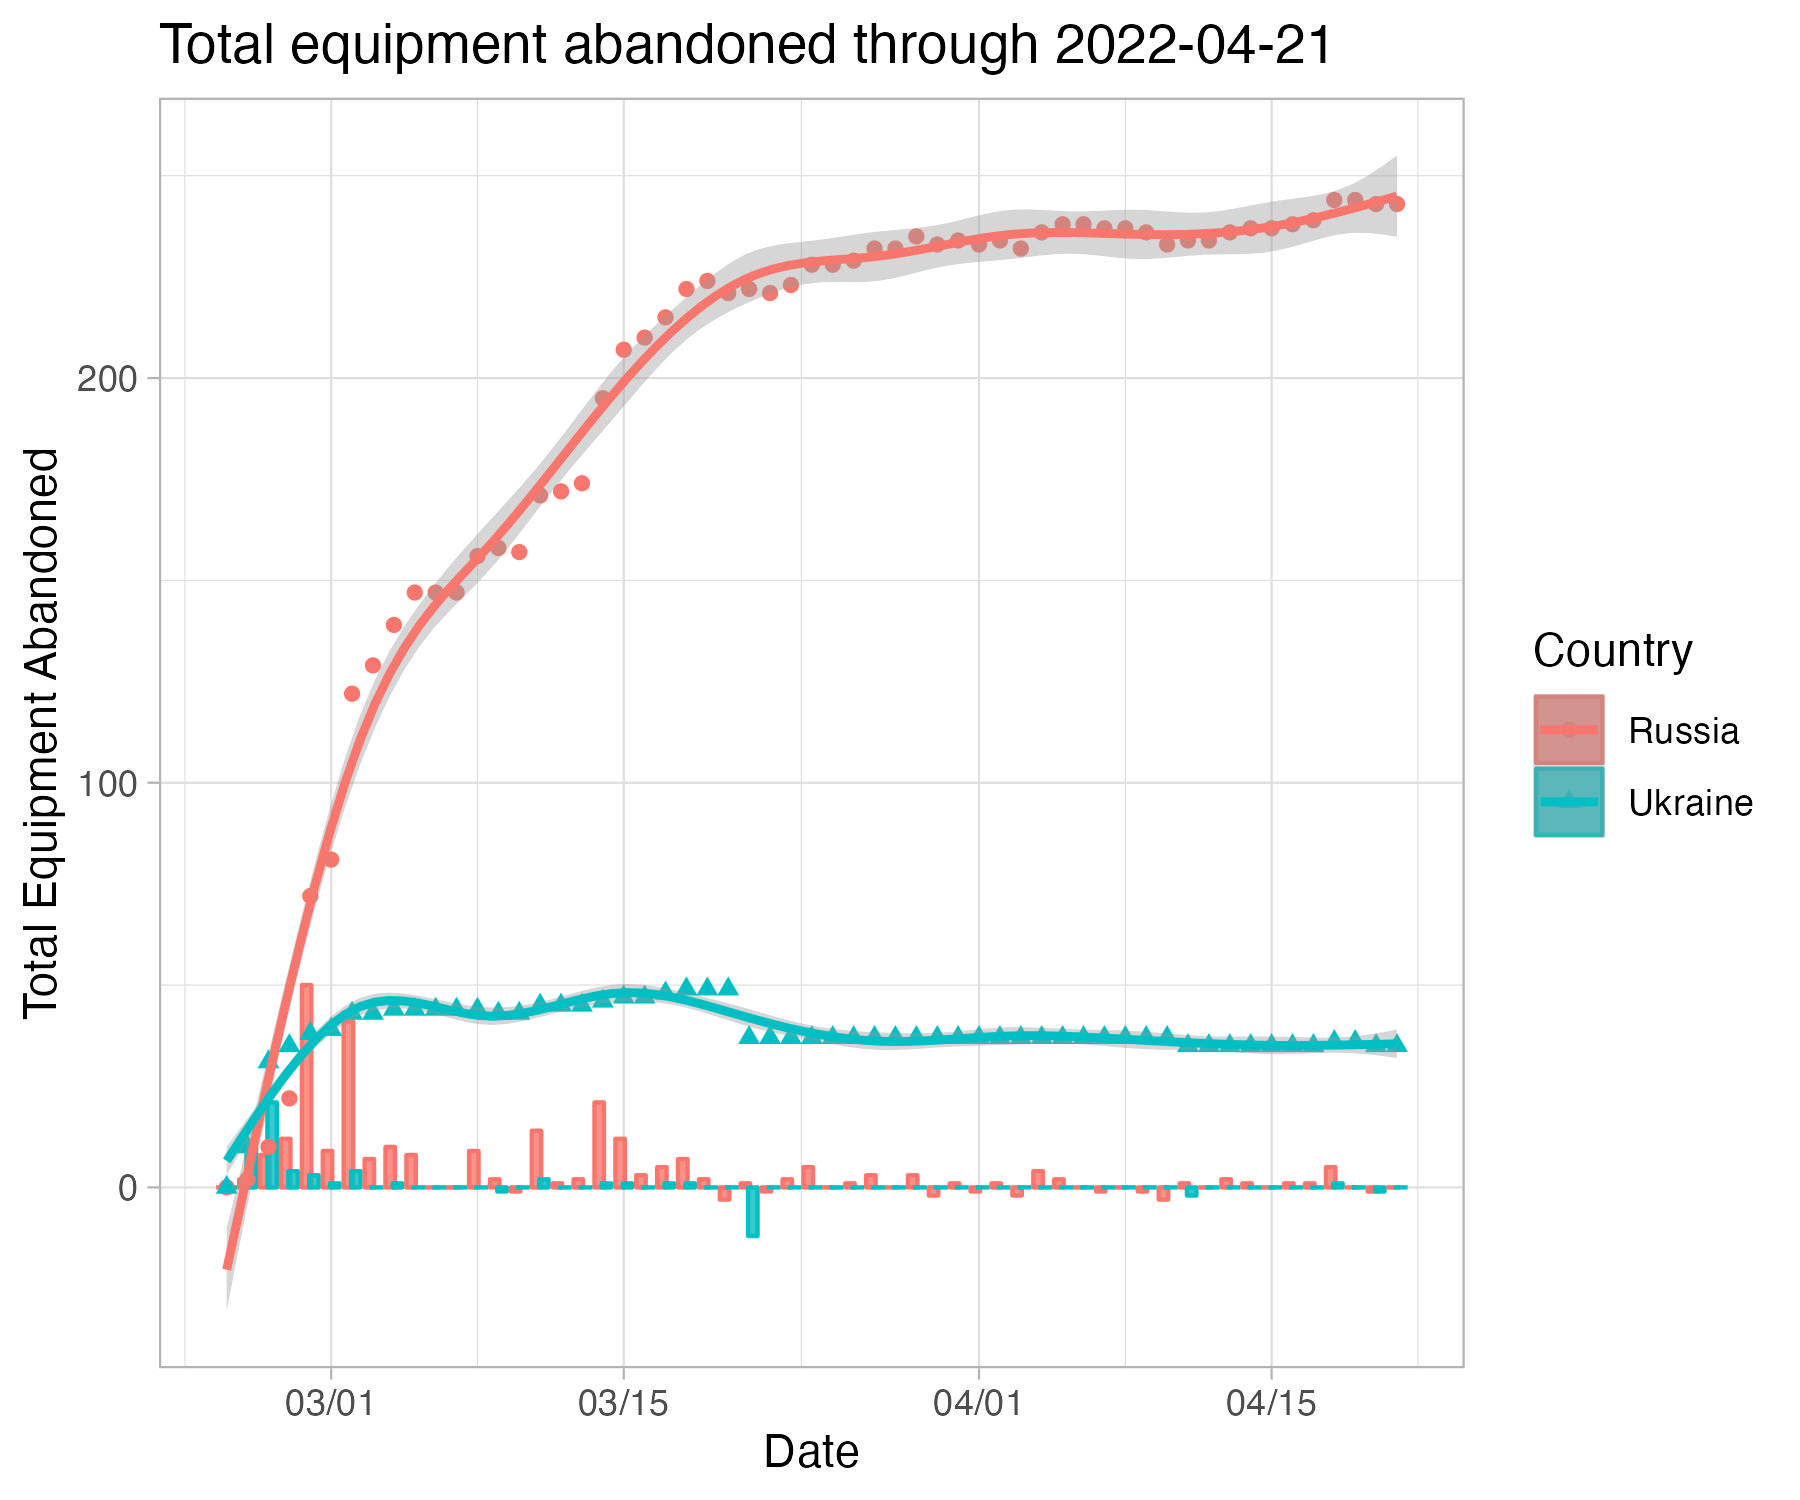 Total equipment abandoned through 2022-04-21
Total Equipment Abandoned
200
100
0
03/01
03/15
04/01
04/15
Date
Country
Russia
Ukraine